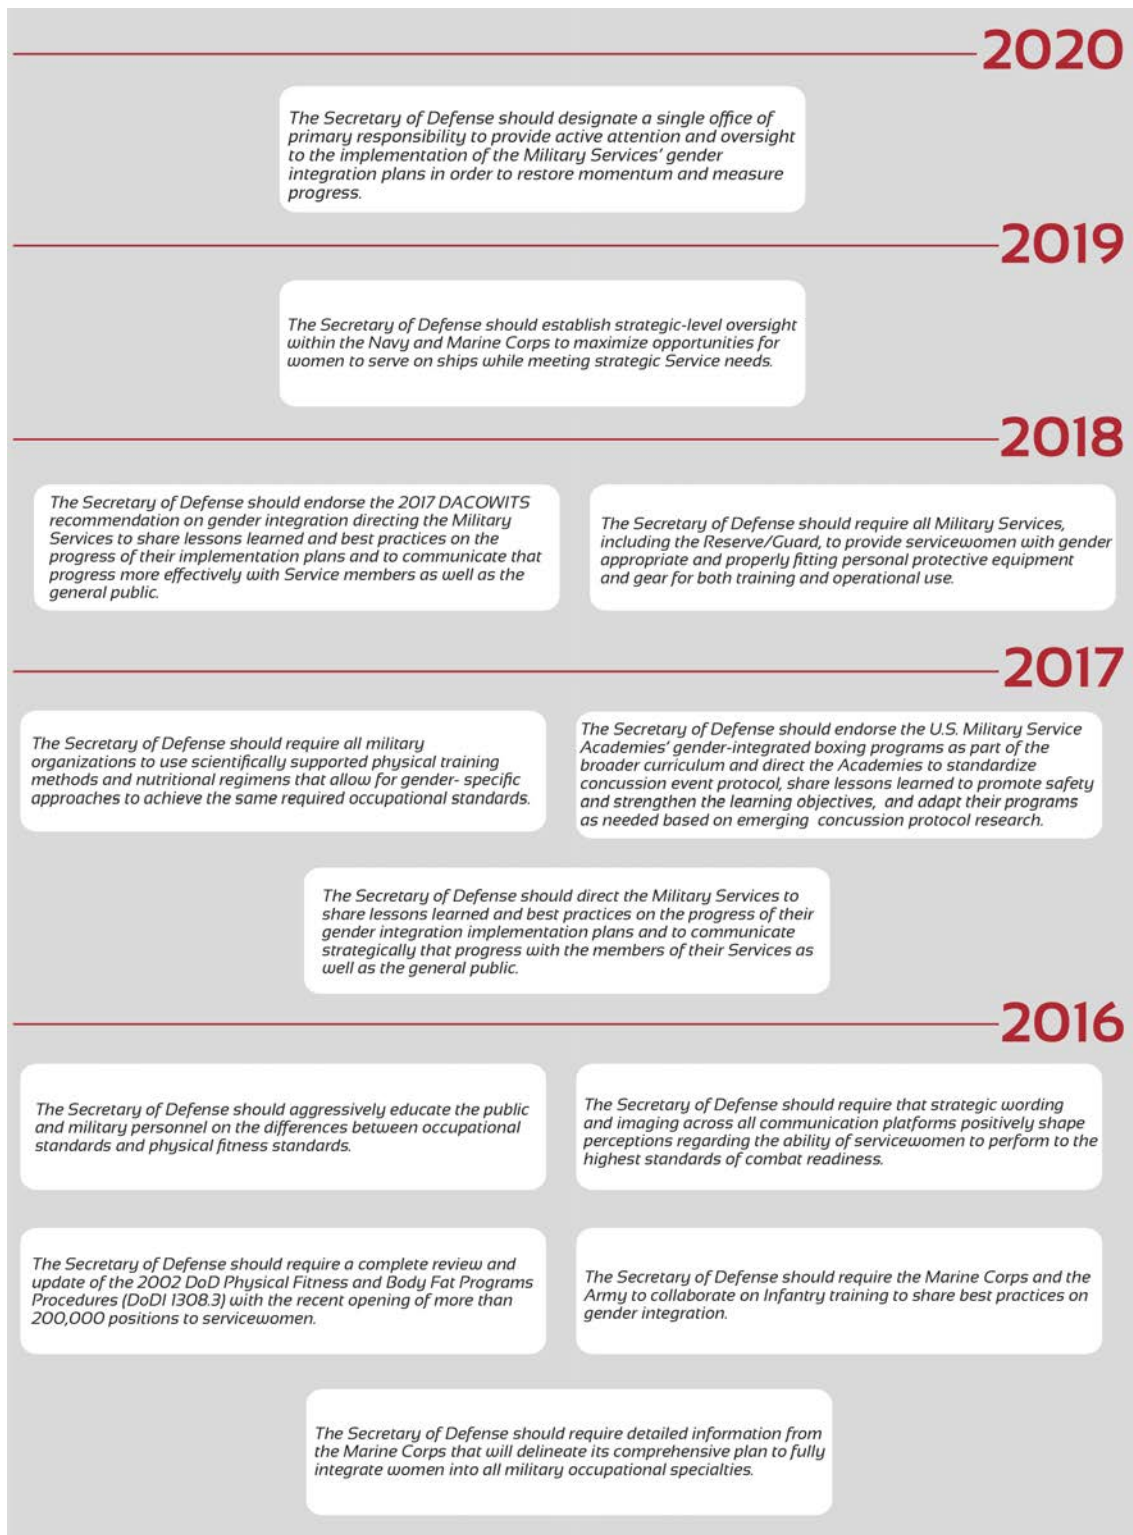 2020
The Secretary of Defense should designate a single office of
primary responsibility to provide active attention and oversight
to the implementation of the Military Services' gender
integration plans in order to restore momentum and measure
progress.
2019
The Secretary of Defense should establish strategic-level oversight
within the Navy and Marine Corps to maximize opportunities for
women to serve on ships while meeting strategic Service needs.
2018
The Secretary of Defense should endorse the 2017 DACOWITS
recommendation on gender integration directing the Military
Services to share lessons learned and best practices on the
progress of their implementation plans and to communicate that
progress more effectively with Service members as well as the
general public.
The Secretary of Defense should require all Military Services,
including the Reserve/Guard, to provide servicewomen with gender
appropriate and properly fitting personal protective equipment
and gear for both training and operational use.
2017
The Secretary of Defense should require all military
organizations to use scientifically supported physical training
methods and nutritional regimens that allow for gender- specific
approaches to achieve the same required occupational standards.
The Secretary of Defense should endorse the U.S. Military Service
Academies' gender-integrated boxing programs as part of the
broader curriculum and direct the Academies to standardize
concussion event protocol, share lessons learned to promote safety
and strengthen the learning objectives, and adapt their programs
as needed based on emerging concussion protocol research.
The Secretary of Defense should direct the Military Services to
share lessons learned and best practices on the progress of their
gender integration implementation plans and to communicate
strategically that progress with the members of their Services as
well as the general public.
2016
The Secretary of Defense should aggressively educate the public
and military personnel on the differences between occupational
standards and physical fitness standards.
The Secretary of Defense should require that strategic wording
and imaging across all communication platforms positively shape
perceptions regarding the ability of servicewomen to perform to the
highest standards of combat readiness.
The Secretary of Defense should require a complete review and
update of the 2002 DoD Physical Fitness and Body Fat Programs
Procedures (DoDI 1308.3) with the recent opening of more than
200,000 positions to servicewomen.
The Secretary of Defense should require the Marine Corps and the
Army to collaborate on Infantry training to share best practices on
gender integration.
The Secretary of Defense should require detailed information from
the Marine Corps that will delineate its comprehensive plan to fully
integrate women into all military occupational specialties.